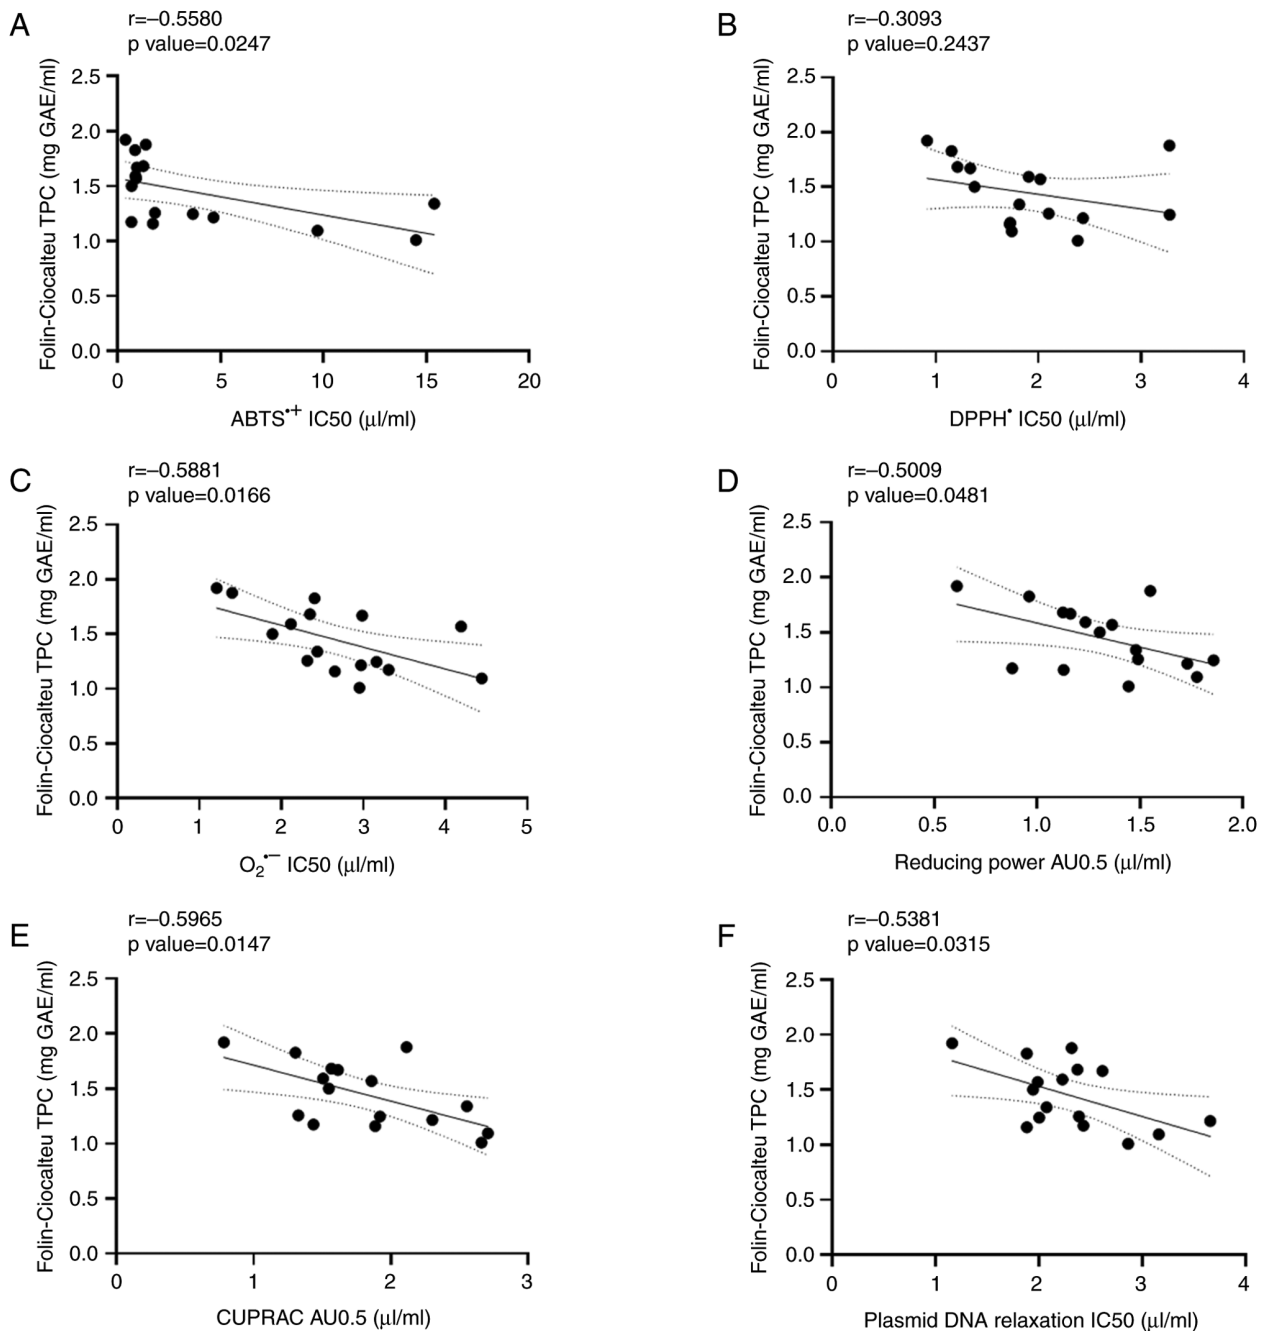 A
r=–0.5580
p value=0.0247
Folin-Ciocalteu TPC (mg GAE/ml)
2.5
2.0
1.5
1.0
0.5
0.0
0 5 10 15 20
ABTS•+ IC50 (µl/ml)
B
r=–0.3093
p value=0.2437
Folin-Ciocalteu TPC (mg GAE/ml)
2.5
2.0
1.5
1.0
0.5
0.0
0 1 2 3 4
DPPH• IC50 (µl/ml)
C
r=–0.5881
p value=0.0166
Folin-Ciocalteu TPC (mg GAE/ml)
2.5
2.0
1.5
1.0
0.5
0.0
0 1 2 3 4 5
O2•– IC50 (µl/ml)
D
r=–0.5009
p value=0.0481
Folin-Ciocalteu TPC (mg GAE/ml)
2.5
2.0
1.5
1.0
0.5
0.0
0.0 0.5 1.0 1.5 2.0
Reducing power AU0.5 (µl/ml)
E
r=–0.5965
p value=0.0147
Folin-Ciocalteu TPC (mg GAE/ml)
2.5
2.0
1.5
1.0
0.5
0.0
0 1 2 3
CUPRAC AU0.5 (µl/ml)
F
r=–0.5381
p value=0.0315
Folin-Ciocalteu TPC (mg GAE/ml)
2.5
2.0
1.5
1.0
0.5
0.0
0 1 2 3 4
Plasmid DNA relaxation IC50 (µl/ml)